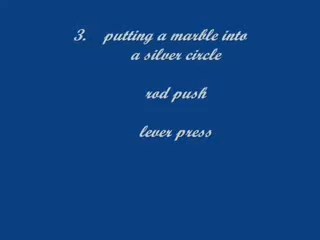 3. putting a marble into
a silver circle
rod push
lever press